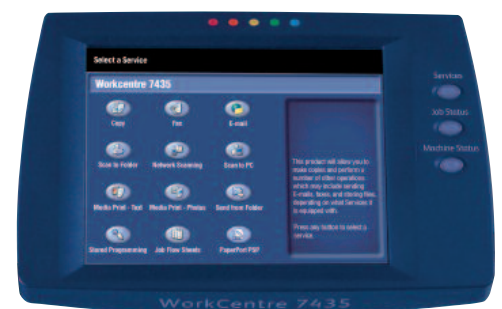 Select a Service
Workcentre 7435
Services
Copy
Fax
E-mail
Job Status
Scan to Folder
Network Scanning
Scan to PC
Machine Status
This product will allow you to
make copies and perform a
number of other operations
which may include sending
E-mails, faxes, and storing files,
depending on what Services it
is equipped with.
Media Print - Text
Media Print - Photos
Send from Folder
Press any button to select a
service.
Stored Programming
Job Flow Sheets
PaperPort PSP
WorkCentre 7435